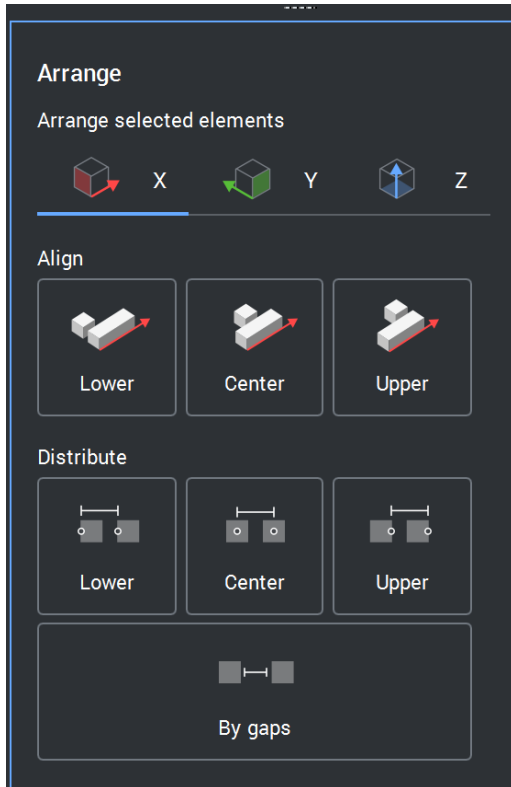 Arrange
Arrange selected elements
X Y Z
Align
Lower Center Upper
Distribute
Lower Center Upper
By gaps